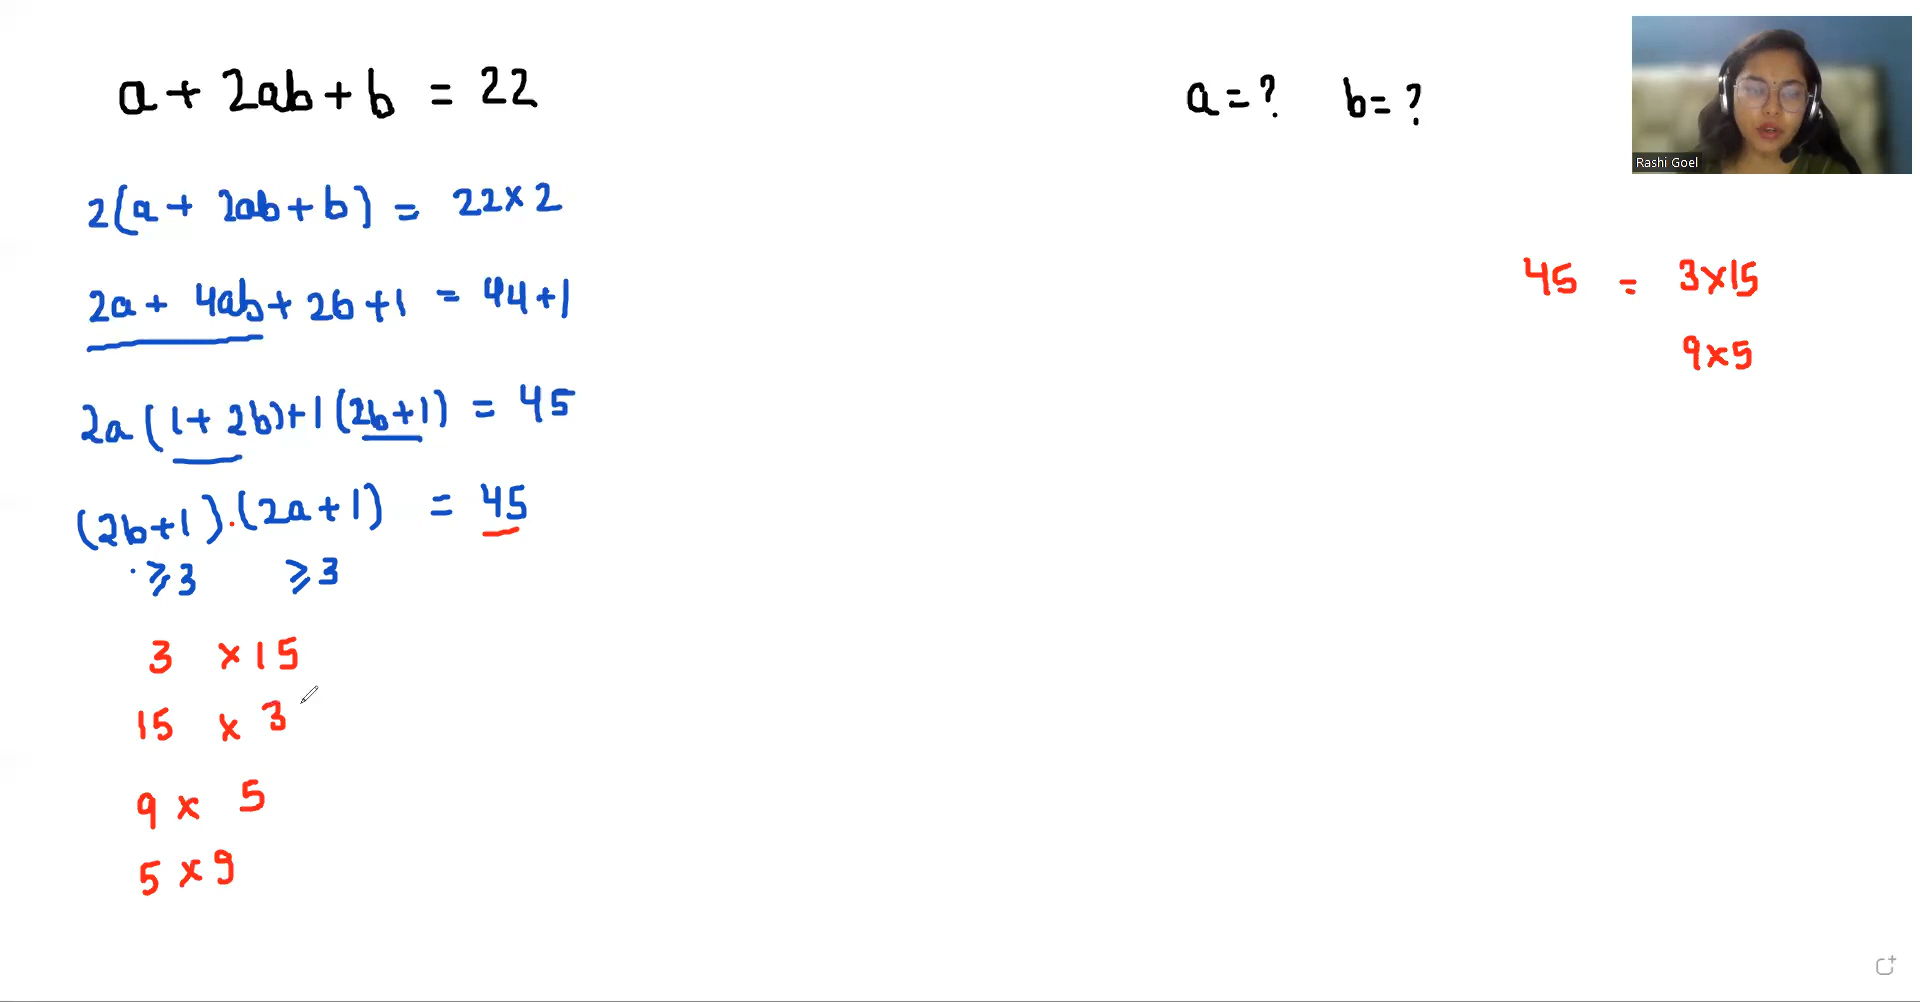 a + 2ab + b = 22
a = ? b = ?
Rashi Goel
2(a + 2ab + b) = 22 × 2
2a + 4ab + 2b + 1 = 44 + 1
45 = 3×15
9×5
2a (1 + 2b) + 1 (2b + 1) = 45
(2b + 1) . (2a + 1) = 45
≥ 3 ≥ 3
3 × 15
15 × 3
9 × 5
5 × 9